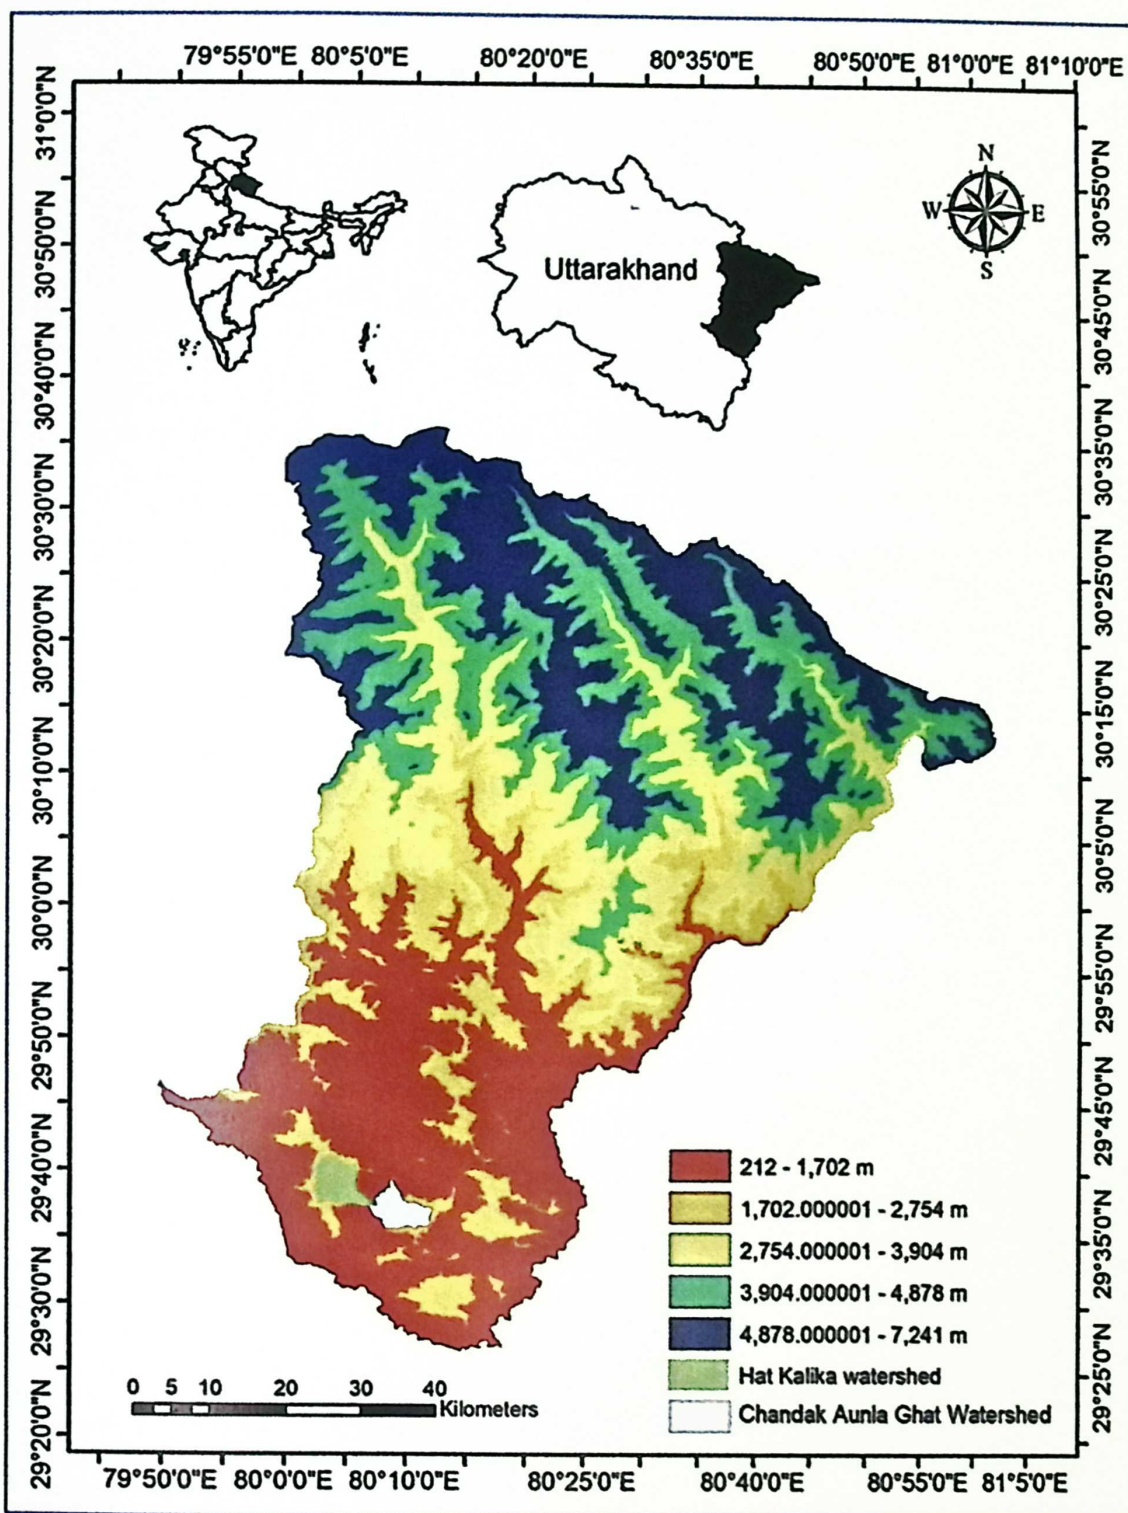 79°55'0"E 80°5'0"E 80°20'0"E 80°35'0"E 80°50'0"E 81°0'0"E 81°10'0"E
31°0'0"N
30°50'0"N
30°40'0"N
30°30'0"N
30°20'0"N
30°10'0"N
30°0'0"N
29°50'0"N
29°40'0"N
29°30'0"N
29°20'0"N
N
W E
S
Uttarakhand
30°55'0"N
30°45'0"N
30°35'0"N
30°25'0"N
30°15'0"N
30°5'0"N
29°55'0"N
29°45'0"N
29°35'0"N
29°25'0"N
212 - 1,702 m
1,702.000001 - 2,754 m
2,754.000001 - 3,904 m
3,904.000001 - 4,878 m
4,878.000001 - 7,241 m
Hat Kalika watershed
Chandak Aunla Ghat Watershed
0 5 10 20 30 40
Kilometers
79°50'0"E 80°0'0"E 80°10'0"E 80°25'0"E 80°40'0"E 80°55'0"E 81°50'0"E